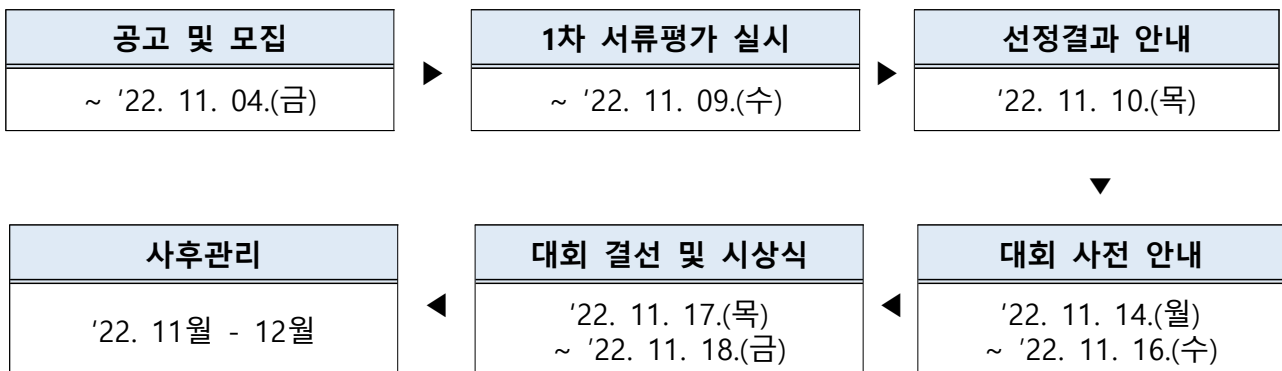 공고 및 모집
~ '22. 11. 04.(금)
▶
1차 서류평가 실시
~ '22. 11. 09.(수)
▶
선정결과 안내
'22. 11. 10.(목)
▼
대회 사전 안내
'22. 11. 14.(월)
~ '22. 11. 16.(수)
◀
대회 결선 및 시상식
'22. 11. 17.(목)
~ '22. 11. 18.(금)
◀
사후관리
'22. 11월 - 12월